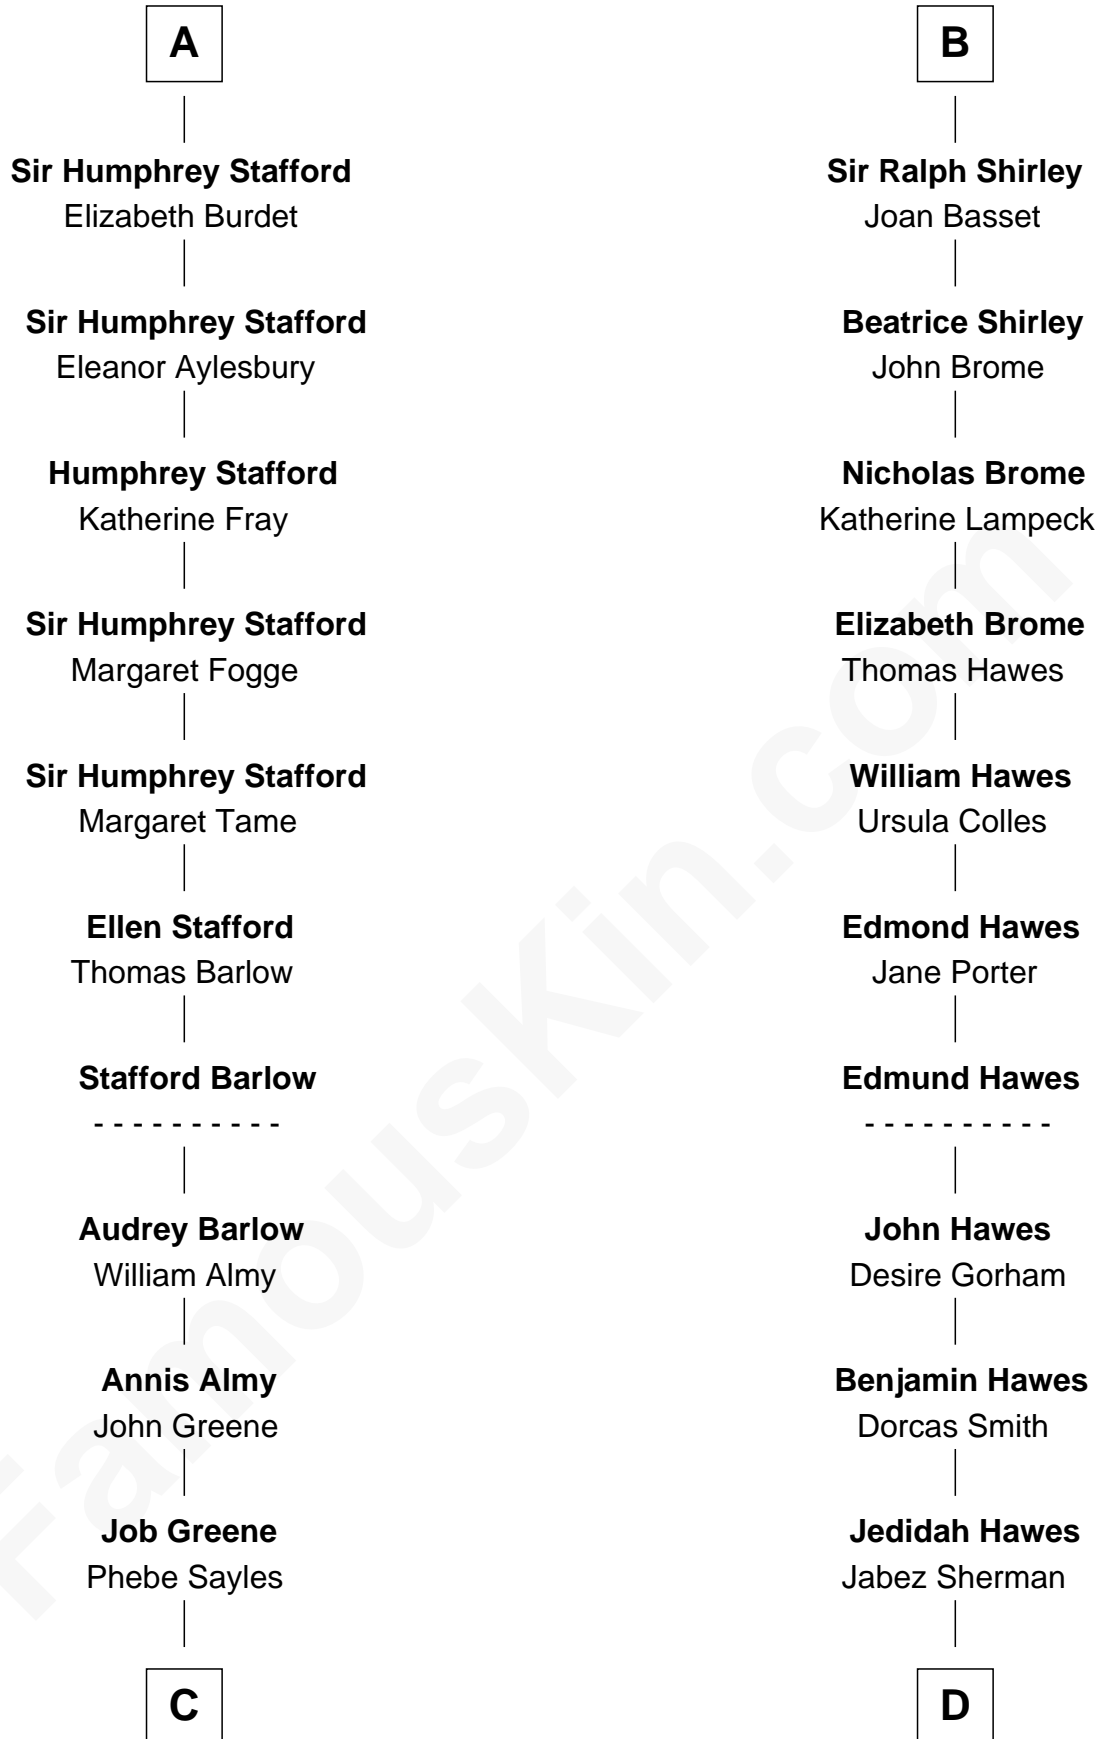 A
Sir Humphrey Stafford
Elizabeth Burdet
Sir Humphrey Stafford
Eleanor Aylesbury
Humphrey Stafford
Katherine Fray
Sir Humphrey Stafford
Margaret Fogge
Sir Humphrey Stafford
Margaret Tame
Ellen Stafford
Thomas Barlow
Stafford Barlow
- - - - - - - - - -
Audrey Barlow
William Almy
Annis Almy
John Greene
Job Greene
Phebe Sayles
C
B
Sir Ralph Shirley
Joan Basset
Beatrice Shirley
John Brome
Nicholas Brome
Katherine Lampeck
Elizabeth Brome
Thomas Hawes
William Hawes
Ursula Colles
Edmond Hawes
Jane Porter
Edmund Hawes
- - - - - - - - - -
John Hawes
Desire Gorham
Benjamin Hawes
Dorcas Smith
Jedidah Hawes
Jabez Sherman
D
FamousKin.com